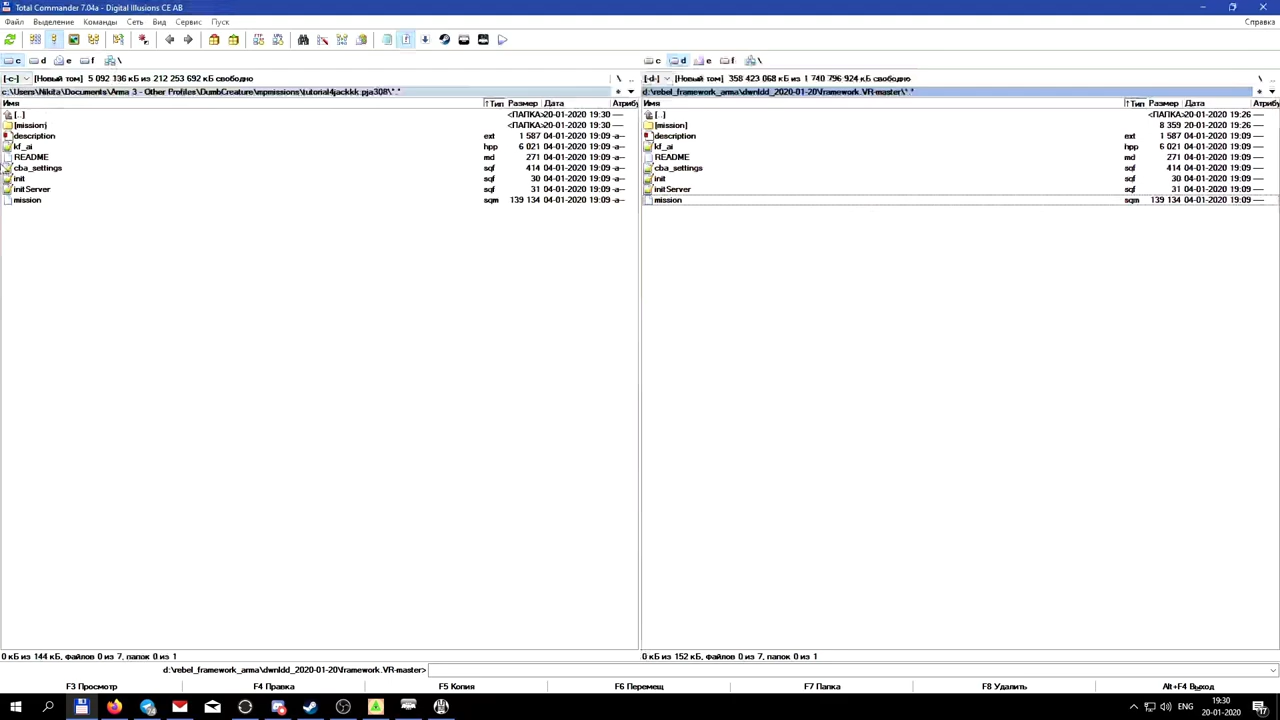 Total Commander 7.04a - Digital Illusions CE AB
Файл Выделение Команды Сеть Вид Сервис Пуск Справка
c d e f \ c d e f \
[-c-] [Новый том] 5 092 136 кБ из 212 253 692 кБ свободно \ .. [-d-] [Новый том] 358 423 068 кБ из 1 740 796 924 кБ свободно \ ..
c:\Users\Nikita\Documents\Arma 3 - Other Profiles\DumbCreature\mpmissions\tutorial4jackkk.pja308\*.* * d:\rebel_framework_arma\dwnldd_2020-01-20\framework.VR-master\*.* *
Имя ↑Тип Размер Дата Атрибу Имя ↑Тип Размер Дата Атрибу
[..] <ПАПКА> 20-01-2020 19:30 ---- [..] <ПАПКА> 20-01-2020 19:26 ----
[mission] <ПАПКА> 20-01-2020 19:30 ---- [mission] 8 359 20-01-2020 19:26 ----
description ext 1 587 04-01-2020 19:09 -a-- description ext 1 587 04-01-2020 19:09 ----
kf_ai hpp 6 021 04-01-2020 19:09 -a-- kf_ai hpp 6 021 04-01-2020 19:09 ----
README md 271 04-01-2020 19:09 -a-- README md 271 04-01-2020 19:09 ----
cba_settings sqf 414 04-01-2020 19:09 -a-- cba_settings sqf 414 04-01-2020 19:09 ----
init sqf 30 04-01-2020 19:09 -a-- init sqf 30 04-01-2020 19:09 ----
initServer sqf 31 04-01-2020 19:09 -a-- initServer sqf 31 04-01-2020 19:09 ----
mission sqm 139 134 04-01-2020 19:09 -a-- mission sqm 139 134 04-01-2020 19:09 ----
0 кБ из 144 кБ, файлов 0 из 7, папок 0 из 1 0 кБ из 152 кБ, файлов 0 из 7, папок 0 из 1
d:\rebel_framework_arma\dwnldd_2020-01-20\framework.VR-master>
F3 Просмотр F4 Правка F5 Копия F6 Перемещ F7 Папка F8 Удалить Alt+F4 Выход
ENG 19:30
20-01-2020 17